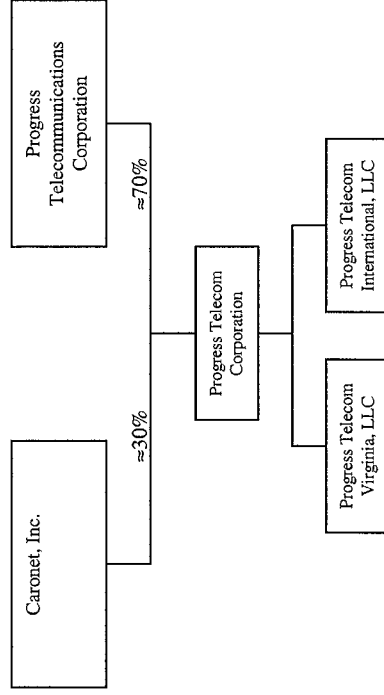 Caronet, Inc.
Progress
Telecommunications
Corporation
≈30%
≈70%
Progress Telecom
Corporation
Progress Telecom
Virginia, LLC
Progress Telecom
International, LLC